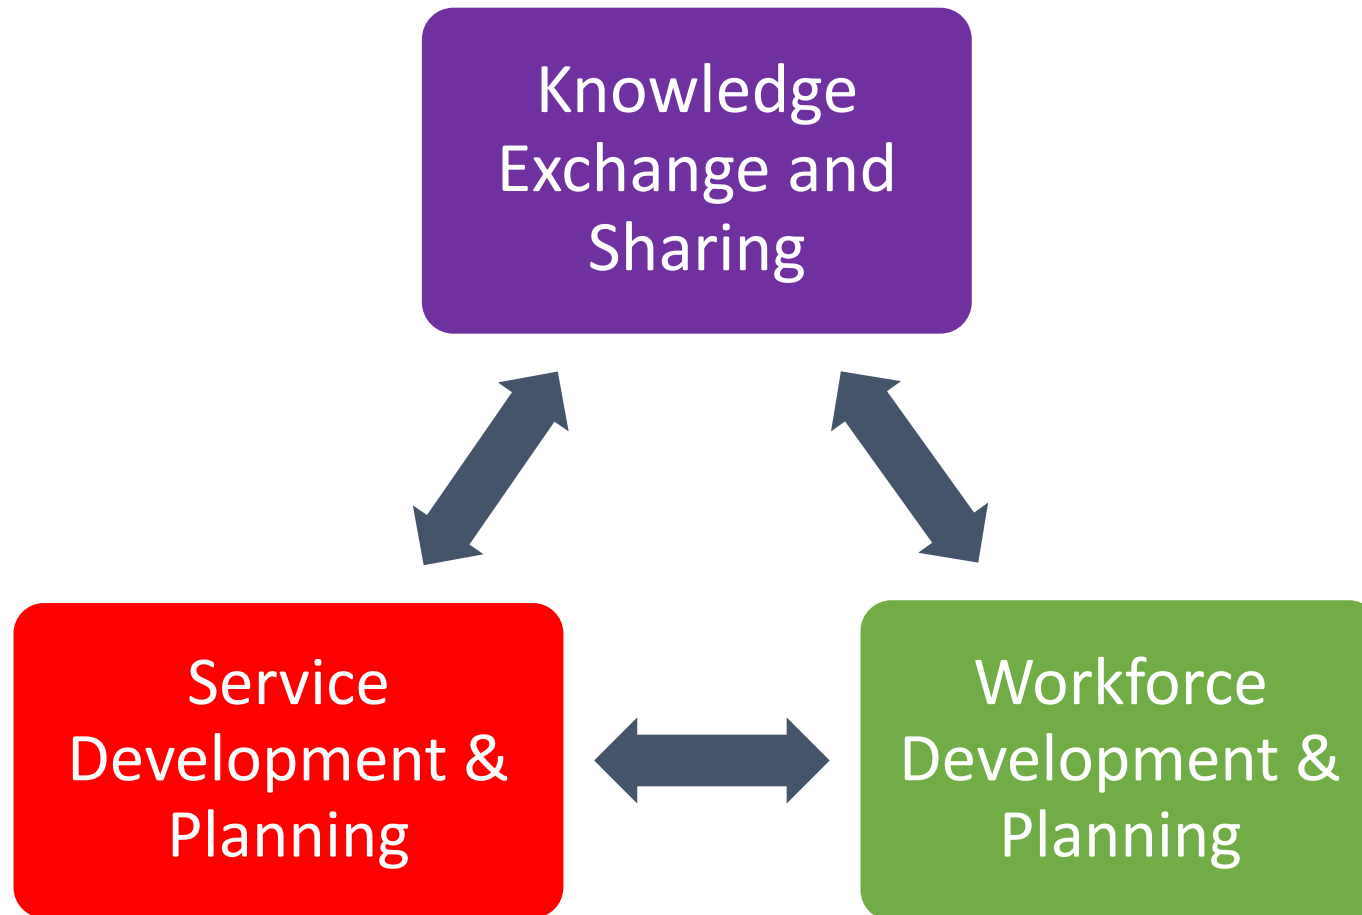 Knowledge
Exchange and
Sharing
Service
Development &
Planning
Workforce
Development &
Planning